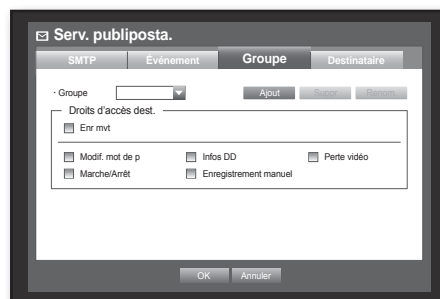 Serv. publiposta.
SMTP Événement Groupe Destinataire
· Groupe Ajout Suppr. Renom.
Droits d'accès dest.
Enr mvt
Modif. mot de p Infos DD Perte vidéo
Marche/Arrêt Enregistrement manuel
OK Annuler